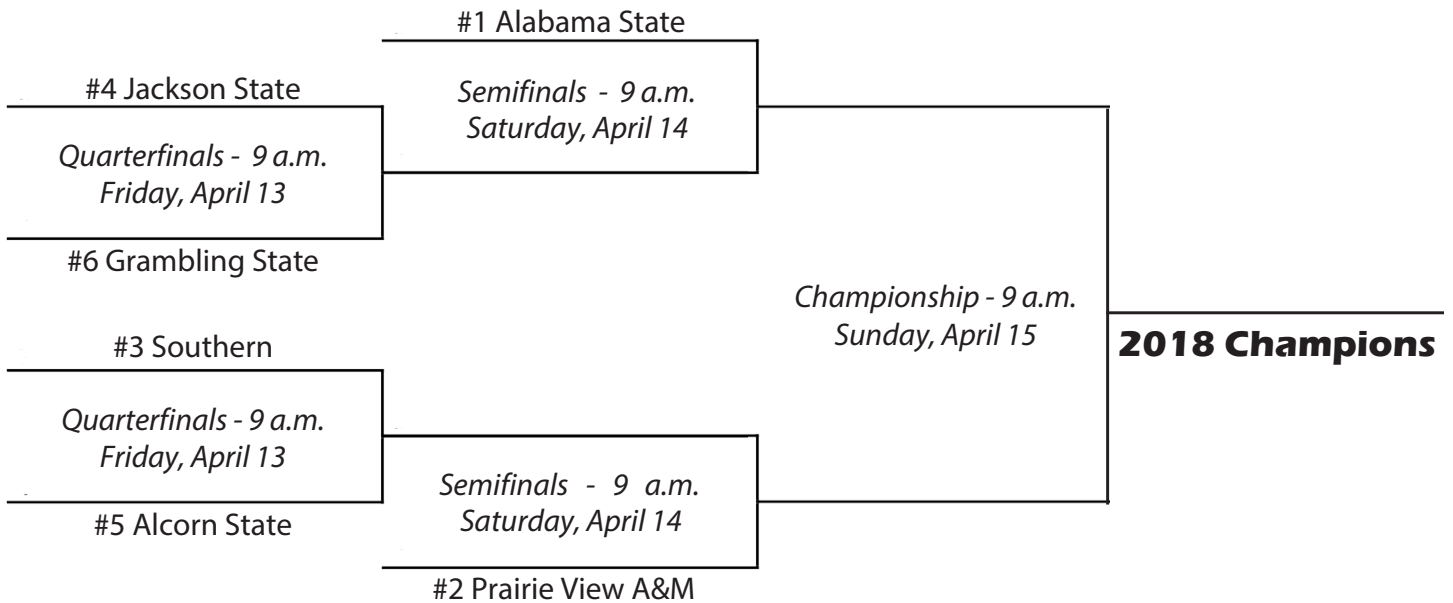 #1 Alabama State
#4 Jackson State
Semifinals - 9 a.m.
Saturday, April 14
Quarterfinals - 9 a.m.
Friday, April 13
#6 Grambling State
Championship - 9 a.m.
Sunday, April 15
2018 Champions
#3 Southern
Quarterfinals - 9 a.m.
Friday, April 13
#5 Alcorn State
Semifinals - 9 a.m.
Saturday, April 14
#2 Prairie View A&M